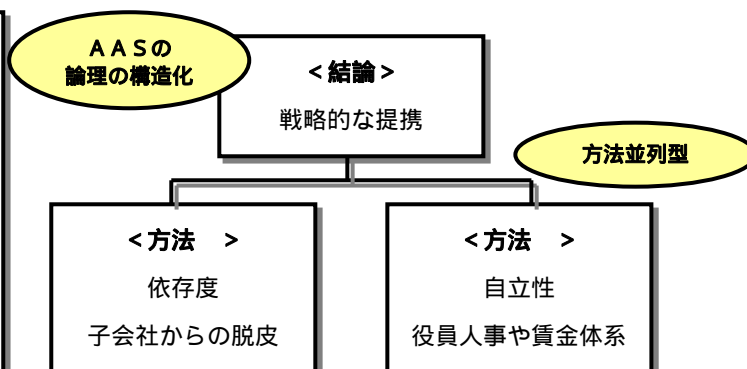 ＡＡＳの
論理の構造化
＜結論＞
戦略的な提携
方法並列型
＜方法　＞
依存度
子会社からの脱皮
＜方法　＞
自立性
役員人事や賃金体系